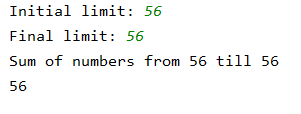 Initial limit: 56
Final limit: 56
Sum of numbers from 56 till 56
56